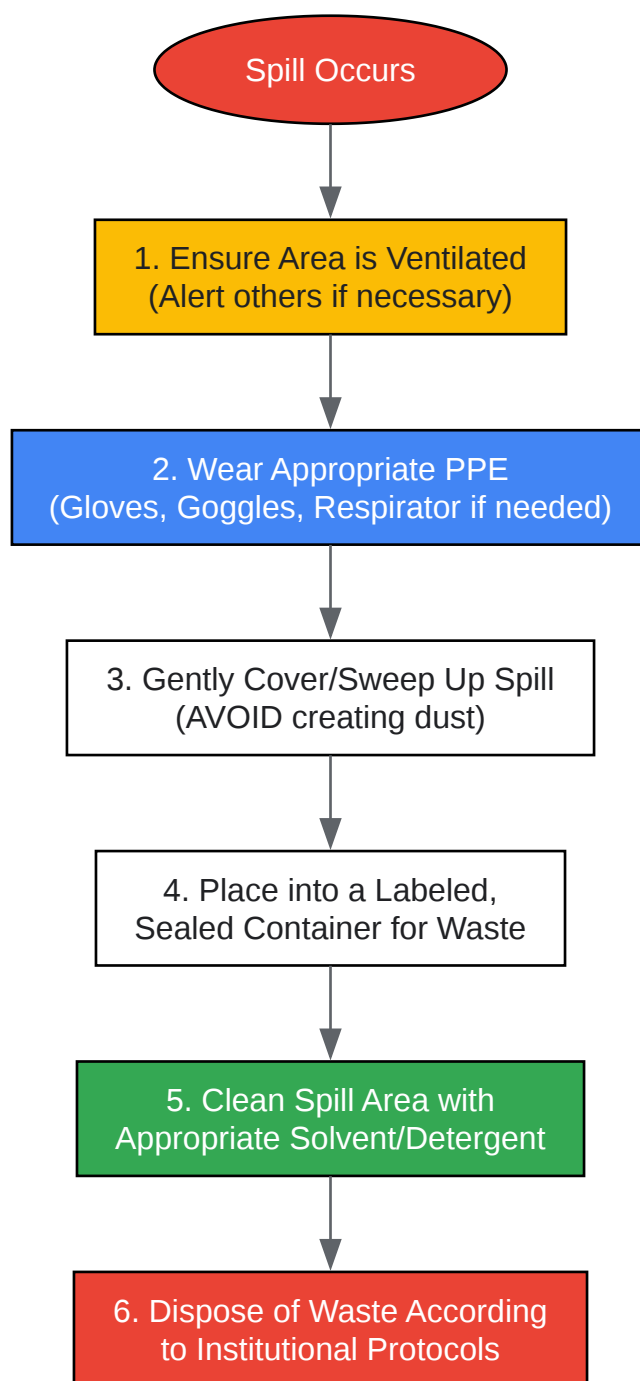 Spill Occurs
1. Ensure Area is Ventilated
(Alert others if necessary)
2. Wear Appropriate PPE
(Gloves, Goggles, Respirator if needed)
3. Gently Cover/Sweep Up Spill
(AVOID creating dust)
4. Place into a Labeled,
Sealed Container for Waste
5. Clean Spill Area with
Appropriate Solvent/Detergent
6. Dispose of Waste According
to Institutional Protocols